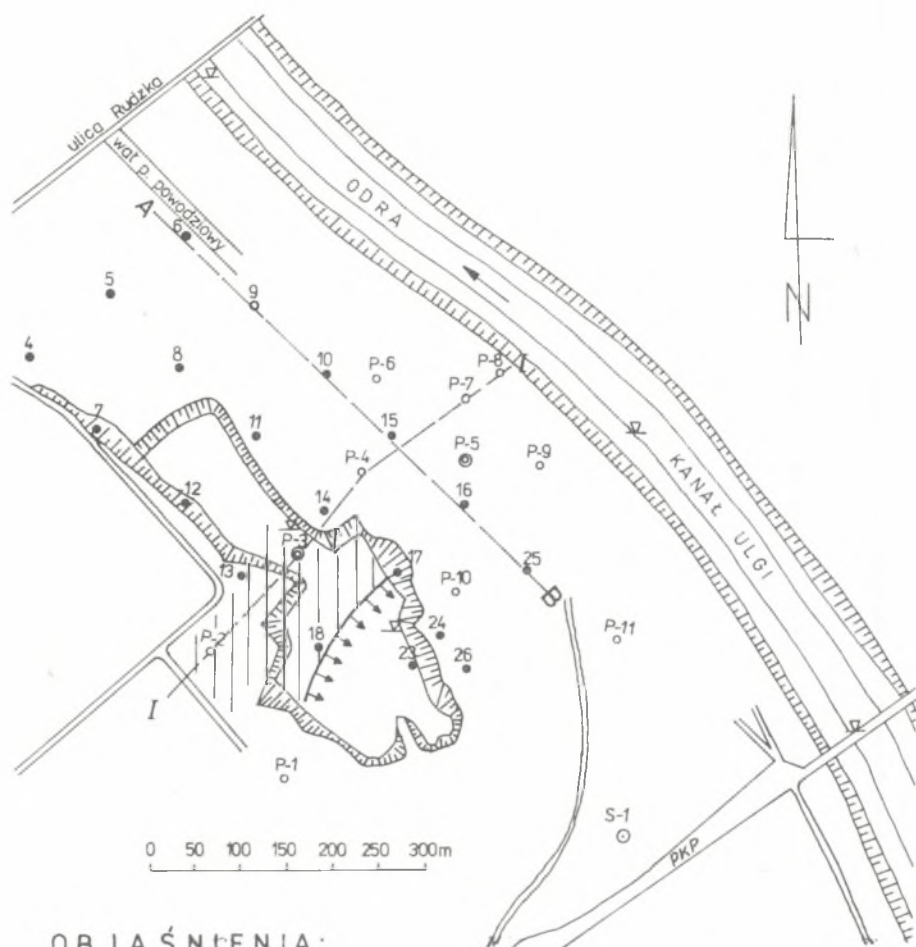 ulica Rudzka
wał p. powodziowy
ODRA
KANAŁ ULGI
N
A
6
5
9
4
8
10
P-6
P-8
I
P-7
7
11
15
P-4
P-5
P-9
12
14
16
P-3
17
25
B
13
P-10
P-2
18
24
P-11
23
26
I
P-1
S-1
PKP
0 50 100 150 200 250 300m
OBJAŚNIENIA: